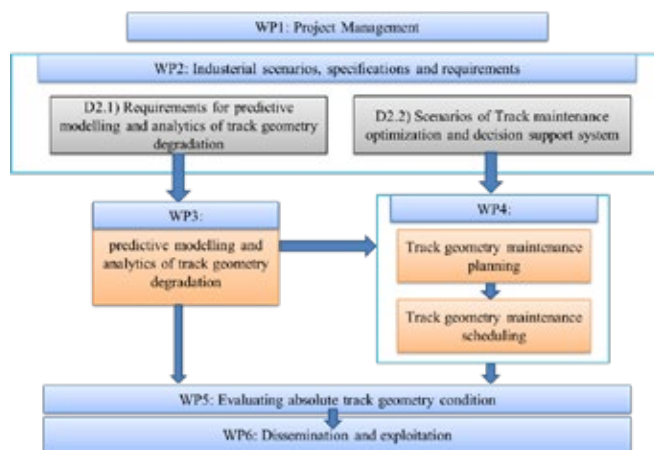 WP1: Project Management
WP2: Industerial scenarios, specifications and requirements
D2.1) Requirements for predictive
modelling and analytics of track geometry
degradation
D2.2) Scenarios of Track maintenance
optimization and decision support system
WP3:
predictive modelling and
analytics of track geometry
degradation
WP4:
Track geometry maintenance
planning
Track geometry maintenance
scheduling
WP5: Evaluating absolute track geometry condition
WP6: Dissemination and exploitation